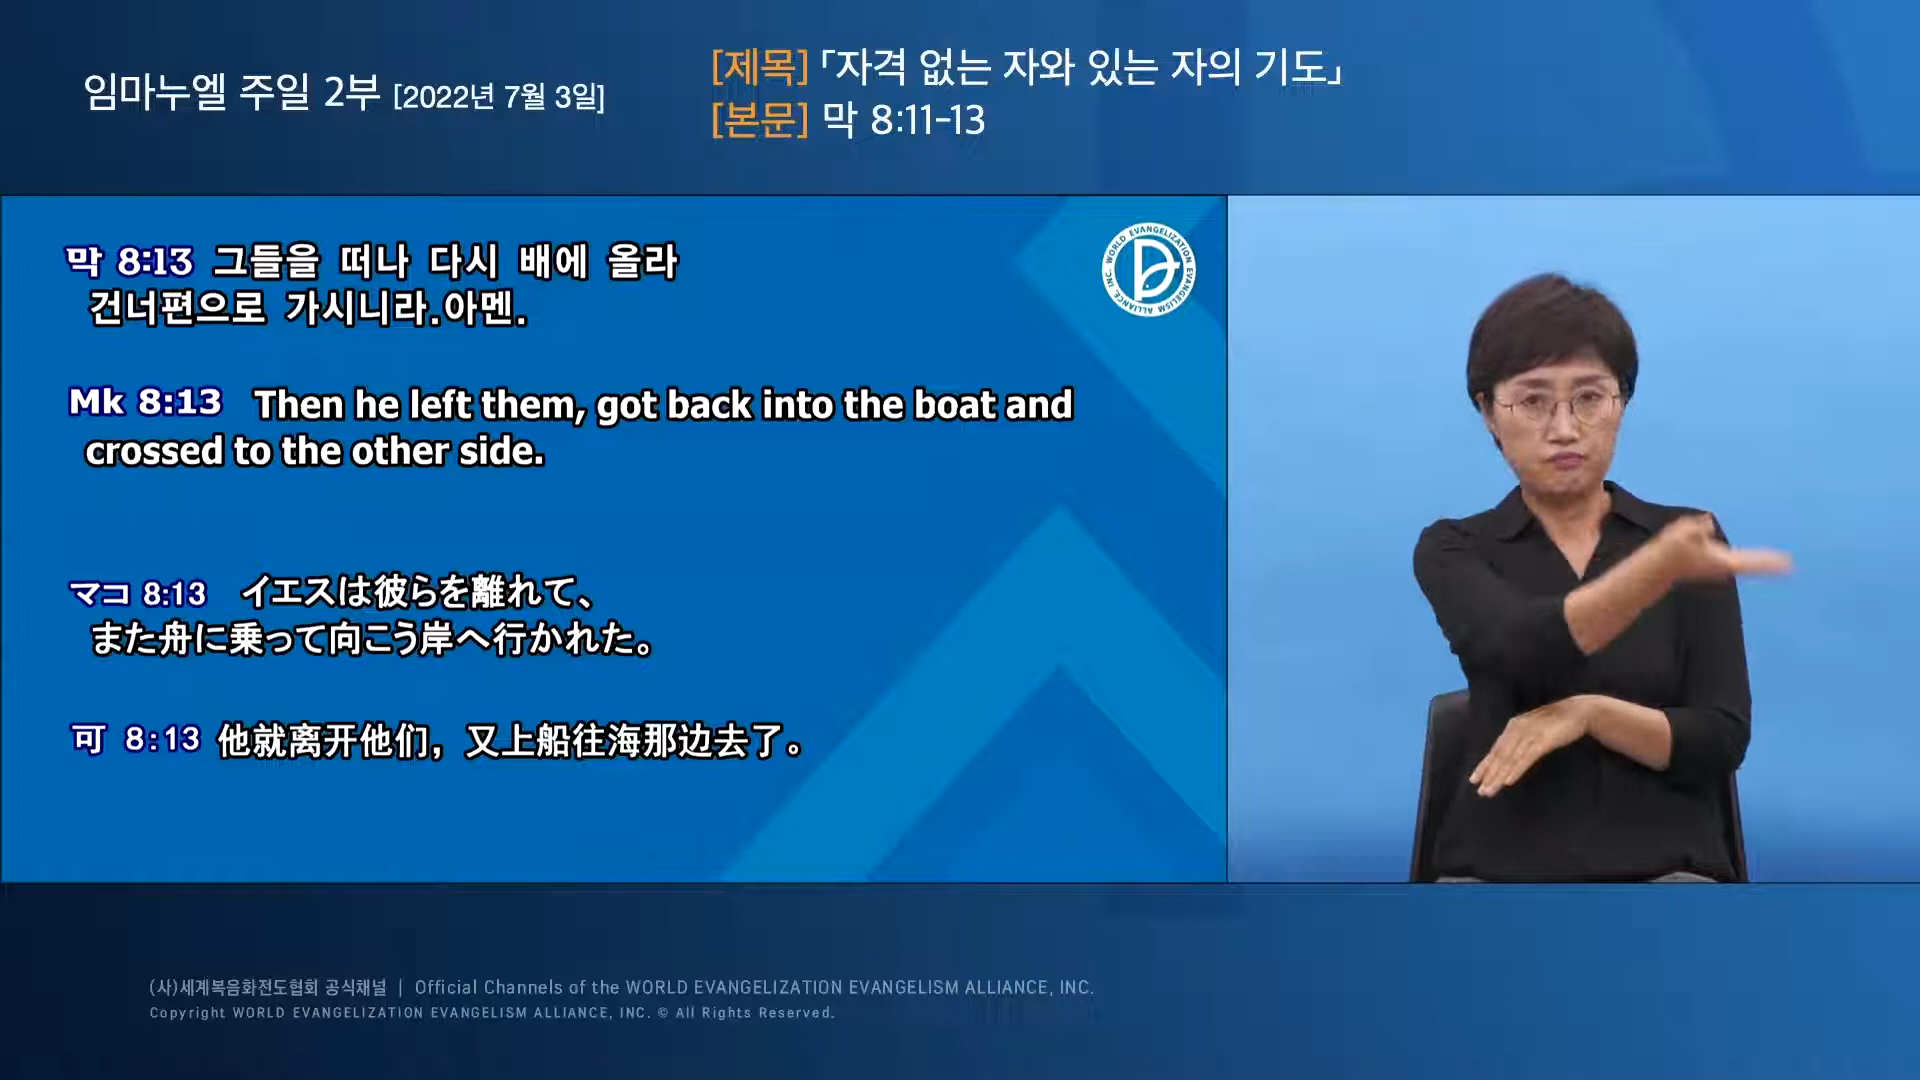 임마누엘 주일 2부 [2022년 7월 3일]
[제목] 「자격 없는 자와 있는 자의 기도」
[본문] 막 8:11-13
막 8:13 그들을 떠나 다시 배에 올라
건너편으로 가시니라.아멘.
WORLD EVANGELIZATION EVANGELISM ALLIANCE, INC.
Mk 8:13 Then he left them, got back into the boat and
crossed to the other side.
マコ 8:13 イエスは彼らを離れて、
また舟に乗って向こう岸へ行かれた。
可 8:13 他就离开他们，又上船往海那边去了。
(사)세계복음화전도협회 공식채널 | Official Channels of the WORLD EVANGELIZATION EVANGELISM ALLIANCE, INC.
Copyright WORLD EVANGELIZATION EVANGELISM ALLIANCE, INC. © All Rights Reserved.